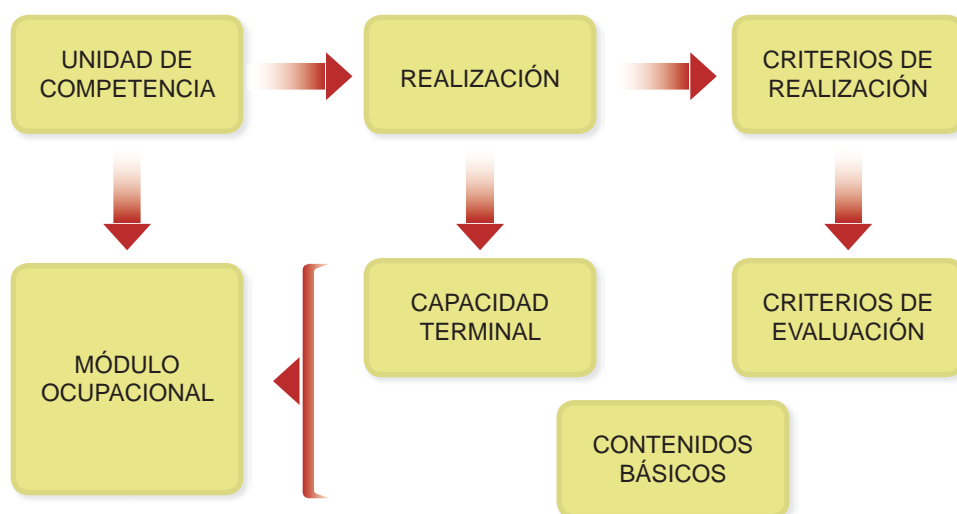 UNIDAD DE
COMPETENCIA
REALIZACIÓN
CRITERIOS DE
REALIZACIÓN
MÓDULO
OCUPACIONAL
CAPACIDAD
TERMINAL
CRITERIOS DE
EVALUACIÓN
CONTENIDOS
BÁSICOS